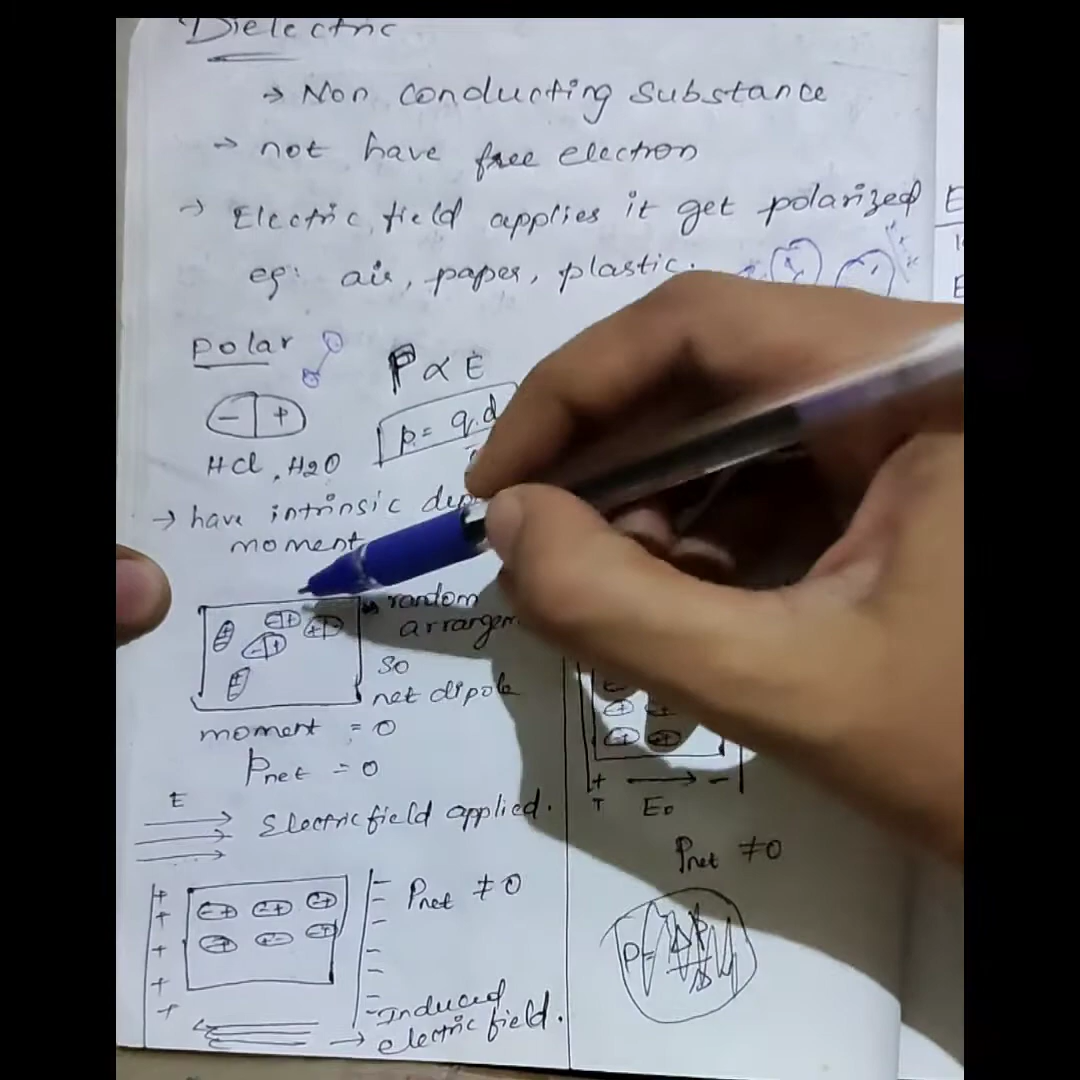 Dielectric
→ Non conducting substance
→ not have free electron
→ Electric field applies it get polarized
eg: air, paper, plastic.
E
E
Polar
P ∝ E
- +
p = q.d
HCl, H2O
→ have intrinsic
moment
→ random
so
net dipole
moment = 0
Pnet = 0
E
Electric field applied.
+ → -
E0
Pnet ≠ 0
Pnet ≠ 0
Induced
→ electric field.